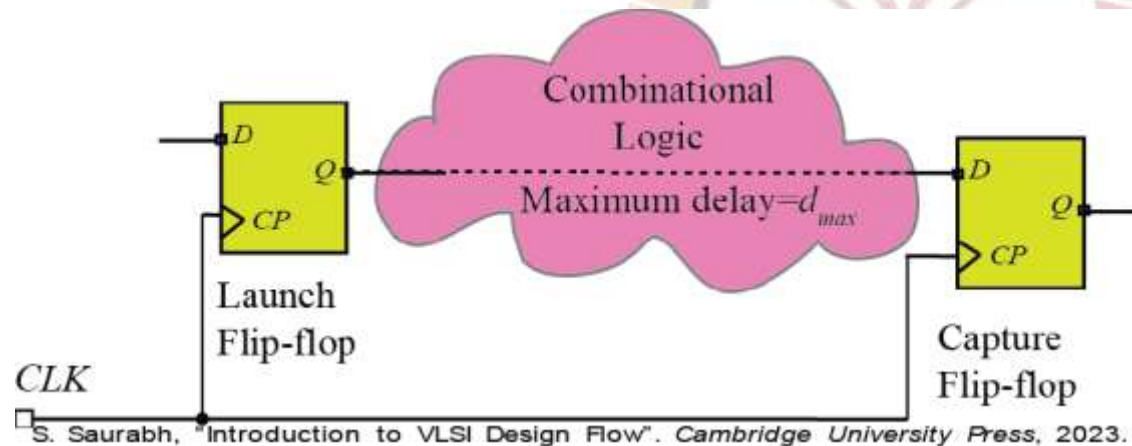 Combinational
Logic
D
Q
D
Maximum delay=d_max
Q
CP
CP
Launch
Flip-flop
Capture
Flip-flop
CLK
S. Saurabh, "Introduction to VLSI Design Flow". Cambridge University Press, 2023.